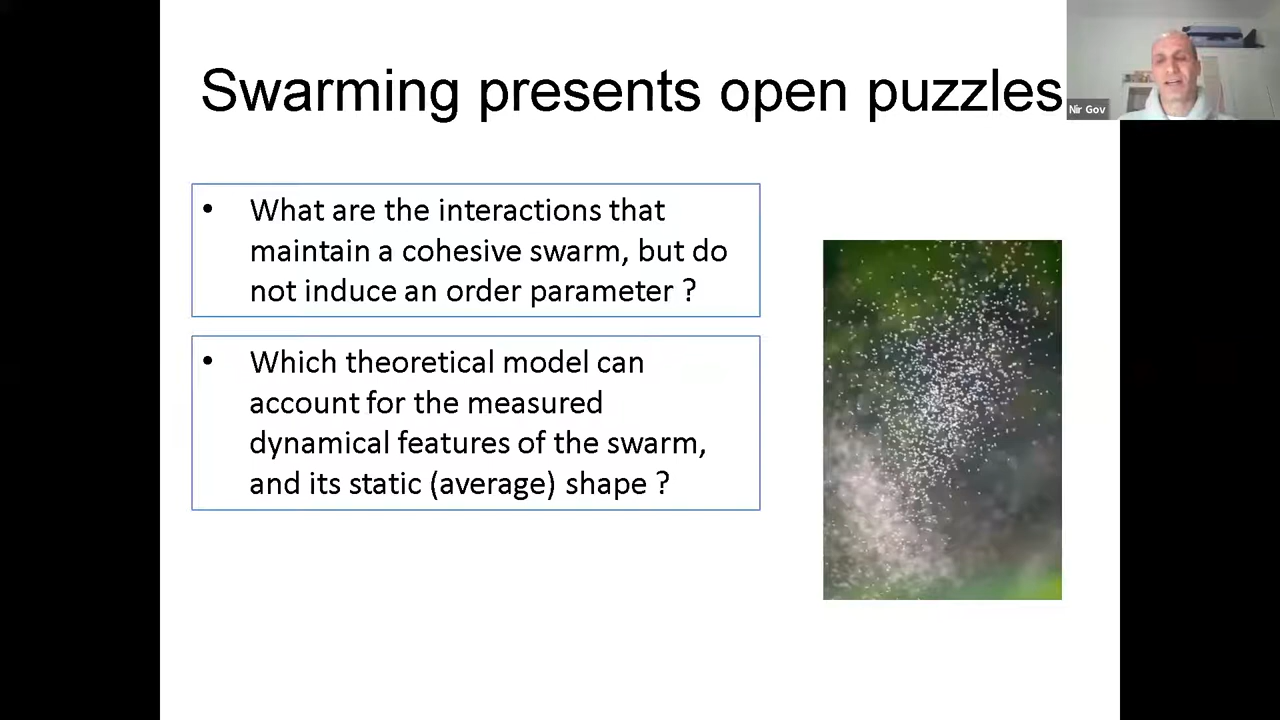 Swarming presents open puzzles
Nir Gov
• What are the interactions that
maintain a cohesive swarm, but do
not induce an order parameter ?
• Which theoretical model can
account for the measured
dynamical features of the swarm,
and its static (average) shape ?